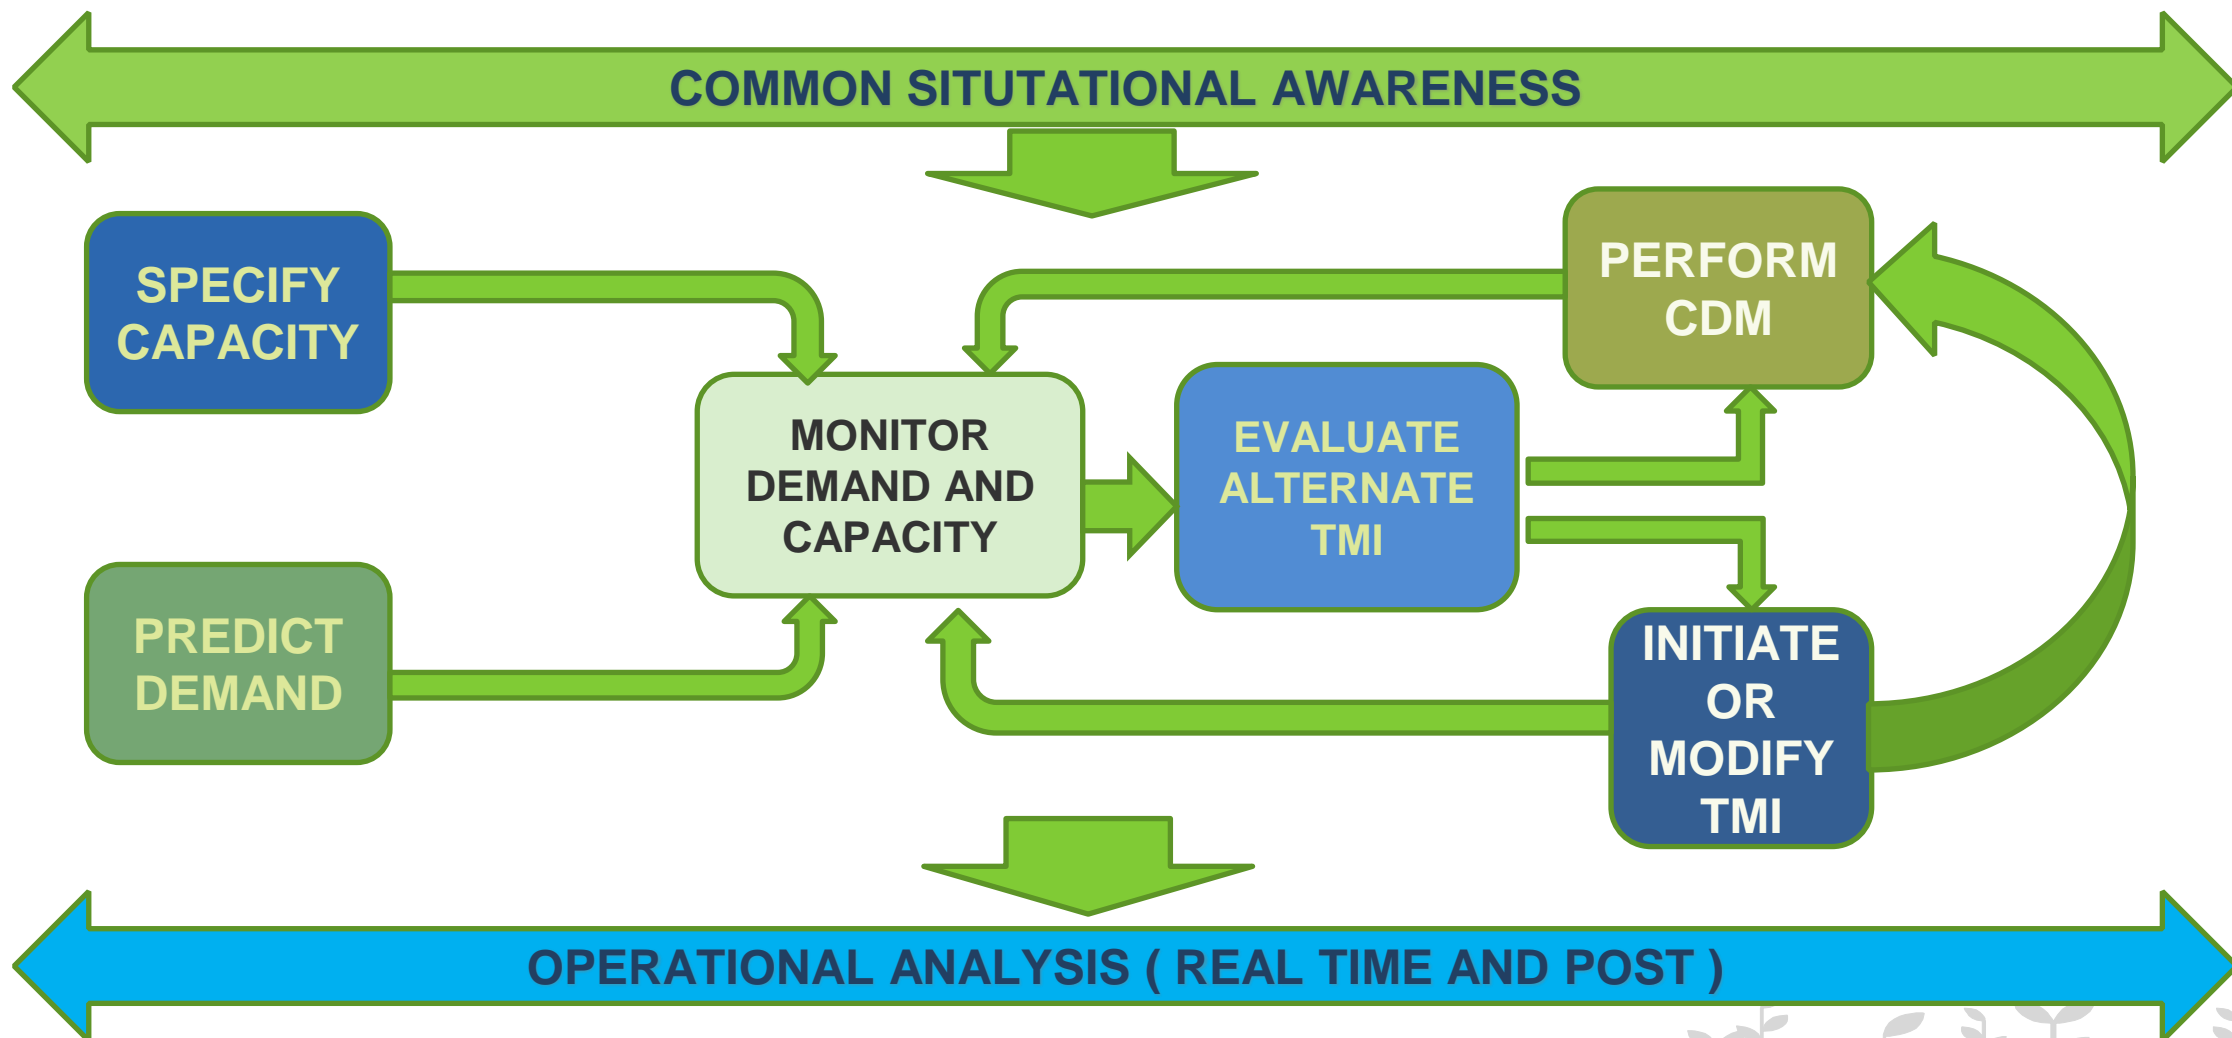 COMMON SITUTATIONAL AWARENESS
SPECIFY
CAPACITY
PERFORM
CDM
MONITOR
DEMAND AND
CAPACITY
EVALUATE
ALTERNATE
TMI
PREDICT
DEMAND
INITIATE
OR
MODIFY
TMI
OPERATIONAL ANALYSIS ( REAL TIME AND POST )